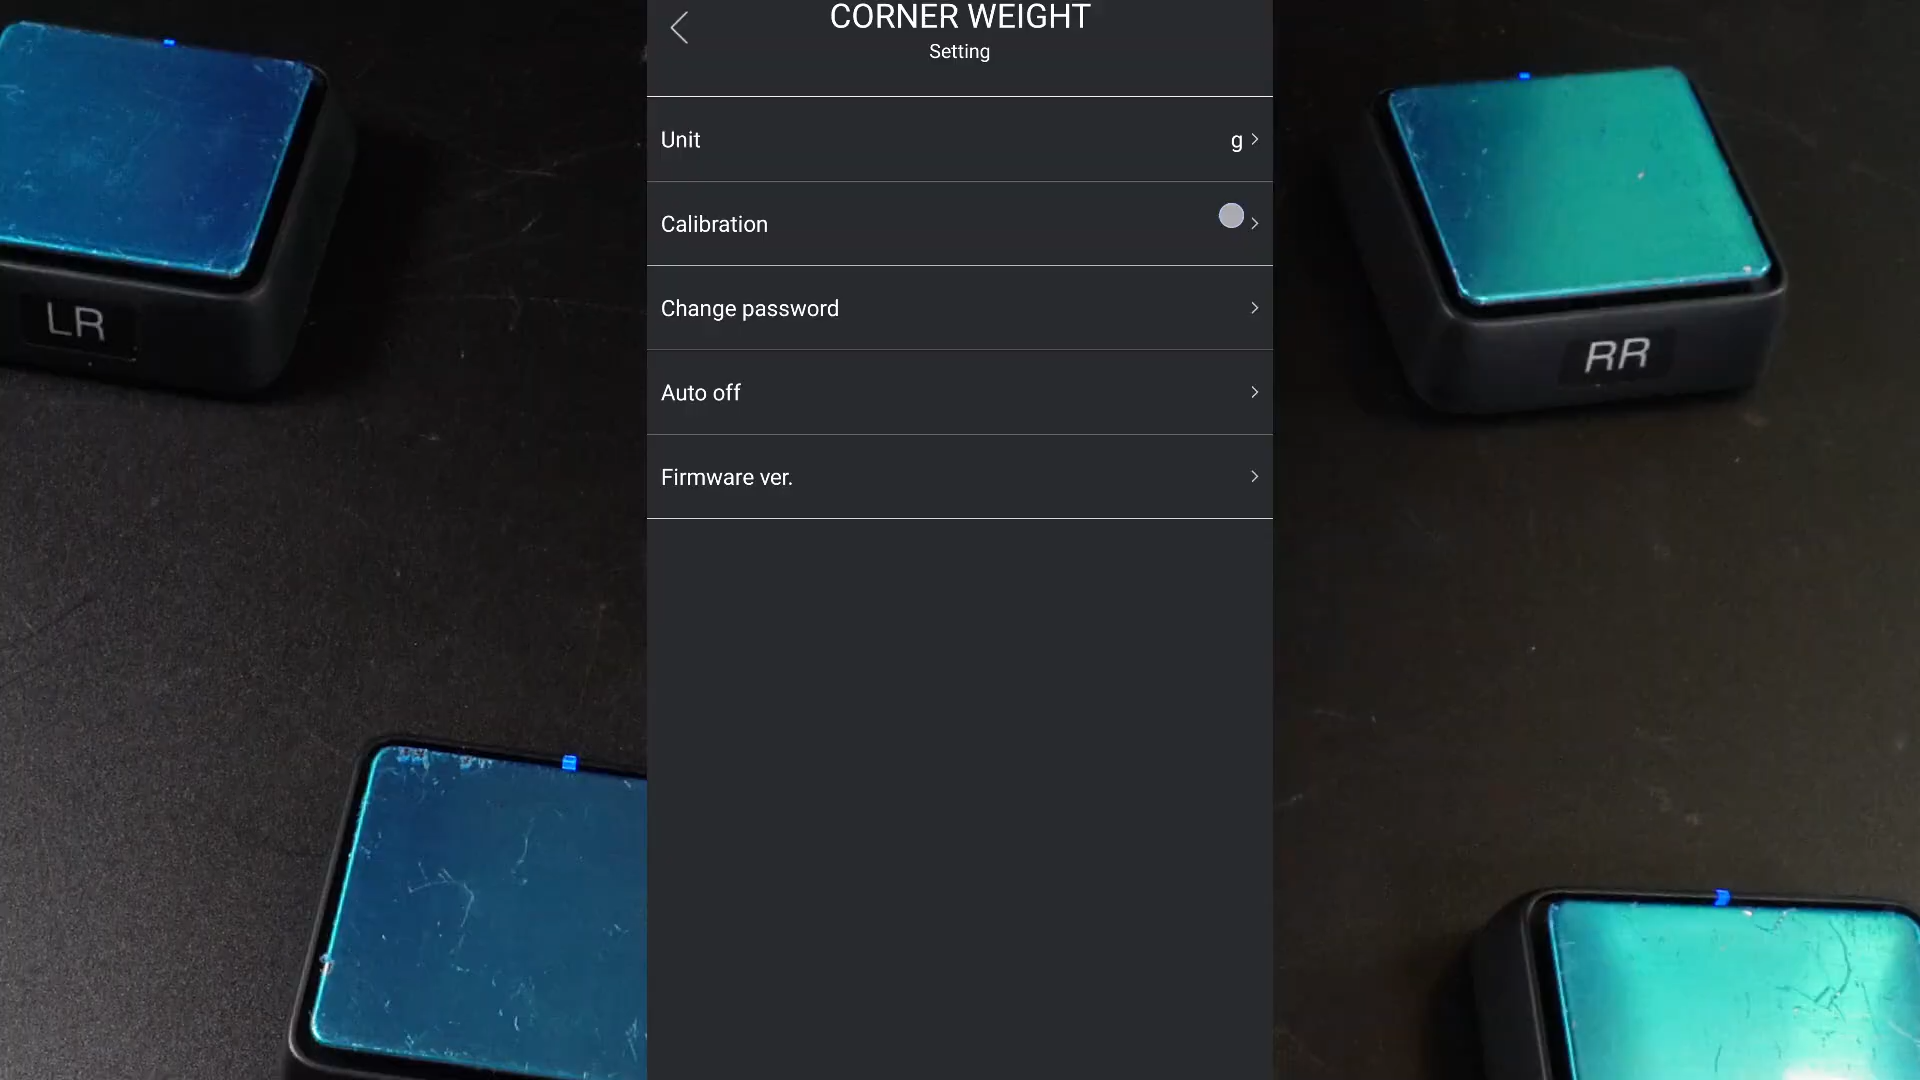 CORNER WEIGHT
Setting
Unit
g
Calibration
Change password
Auto off
Firmware ver.
LR
RR